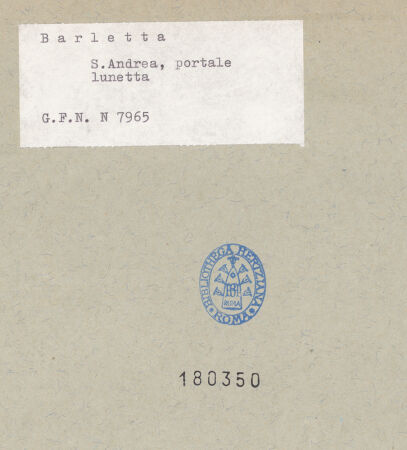 Barletta
S.Andrea, portale
lunetta
G.F.N. N 7965
BIBLIOTHECA HERTZIANA
ROMA
180350